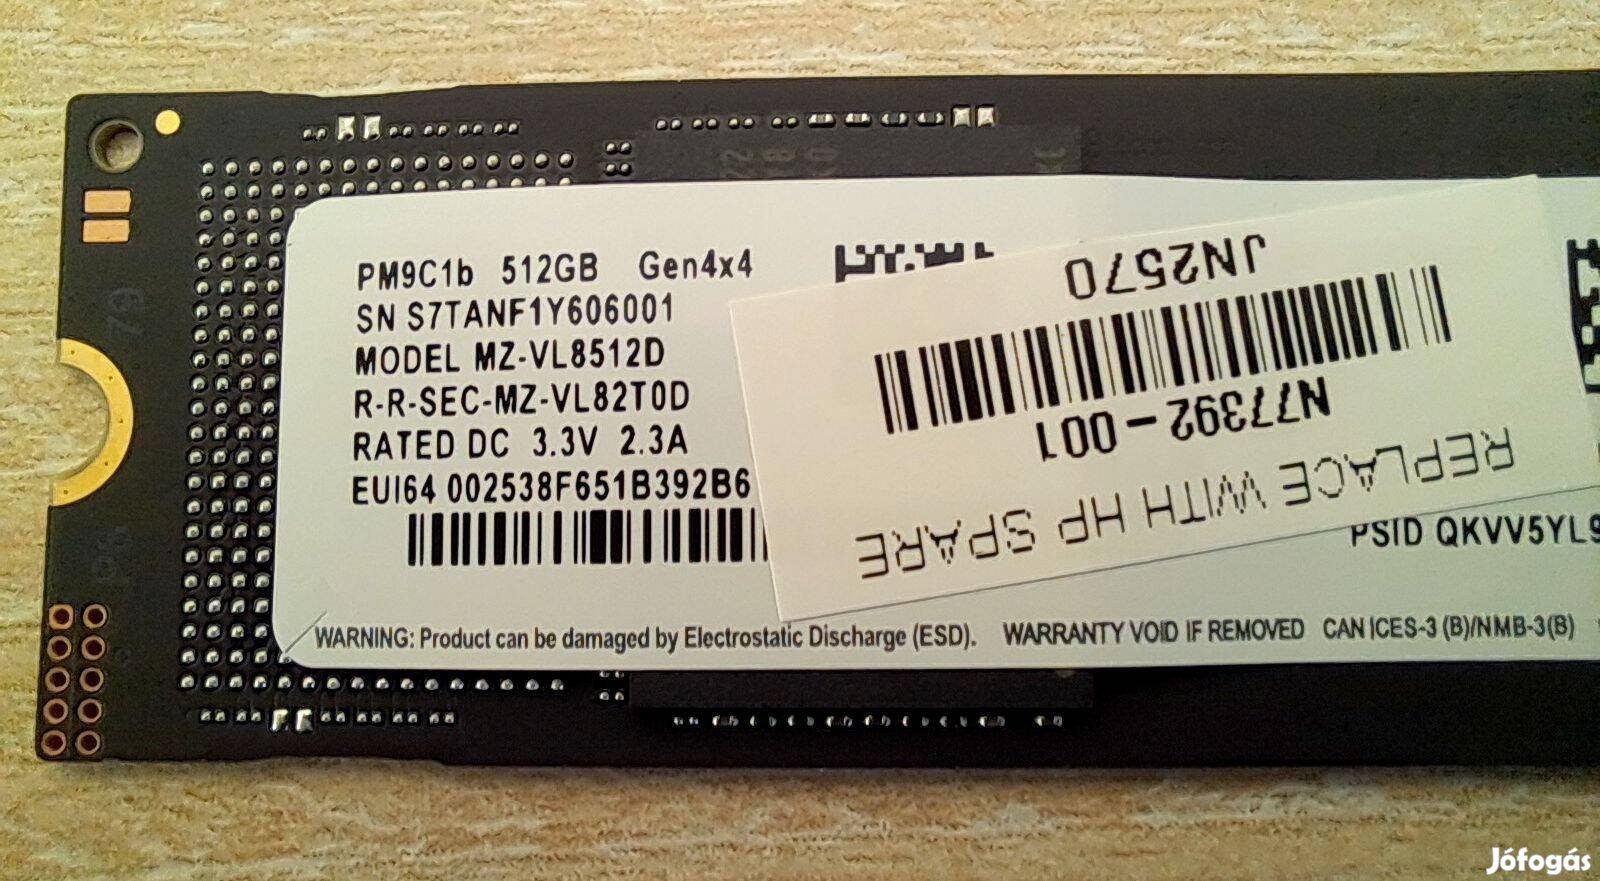 PM9C1b 512GB Gen4x4
SN S7TANF1Y606001
MODEL MZ-VL8512D
R-R-SEC-MZ-VL82T0D
RATED DC 3.3V 2.3A
EUI64 002538F651B392B6
REPLACE WITH HP SPARE
N77392-001
JN2570
PSID QKVV5YL9
WARNING: Product can be damaged by Electrostatic Discharge (ESD). WARRANTY VOID IF REMOVED CAN ICES-3 (B)/NMB-3(B)
79
Jófogás